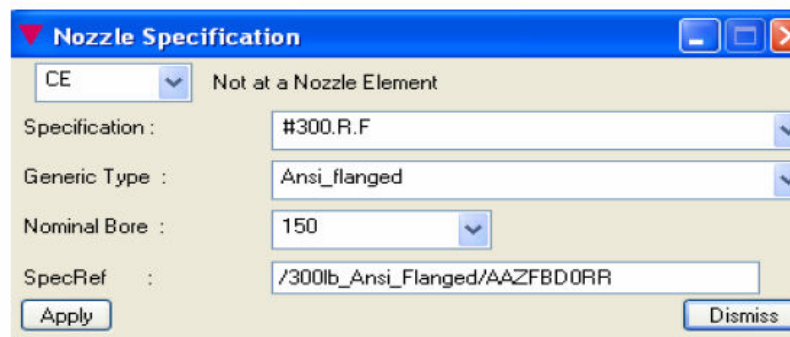 Nozzle Specification
CE Not at a Nozzle Element
Specification : #300.R.F
Generic Type : Ansi_flanged
Nominal Bore : 150
SpecRef : /300lb_Ansi_Flanged/AAZFBD0RR
Apply Dismiss